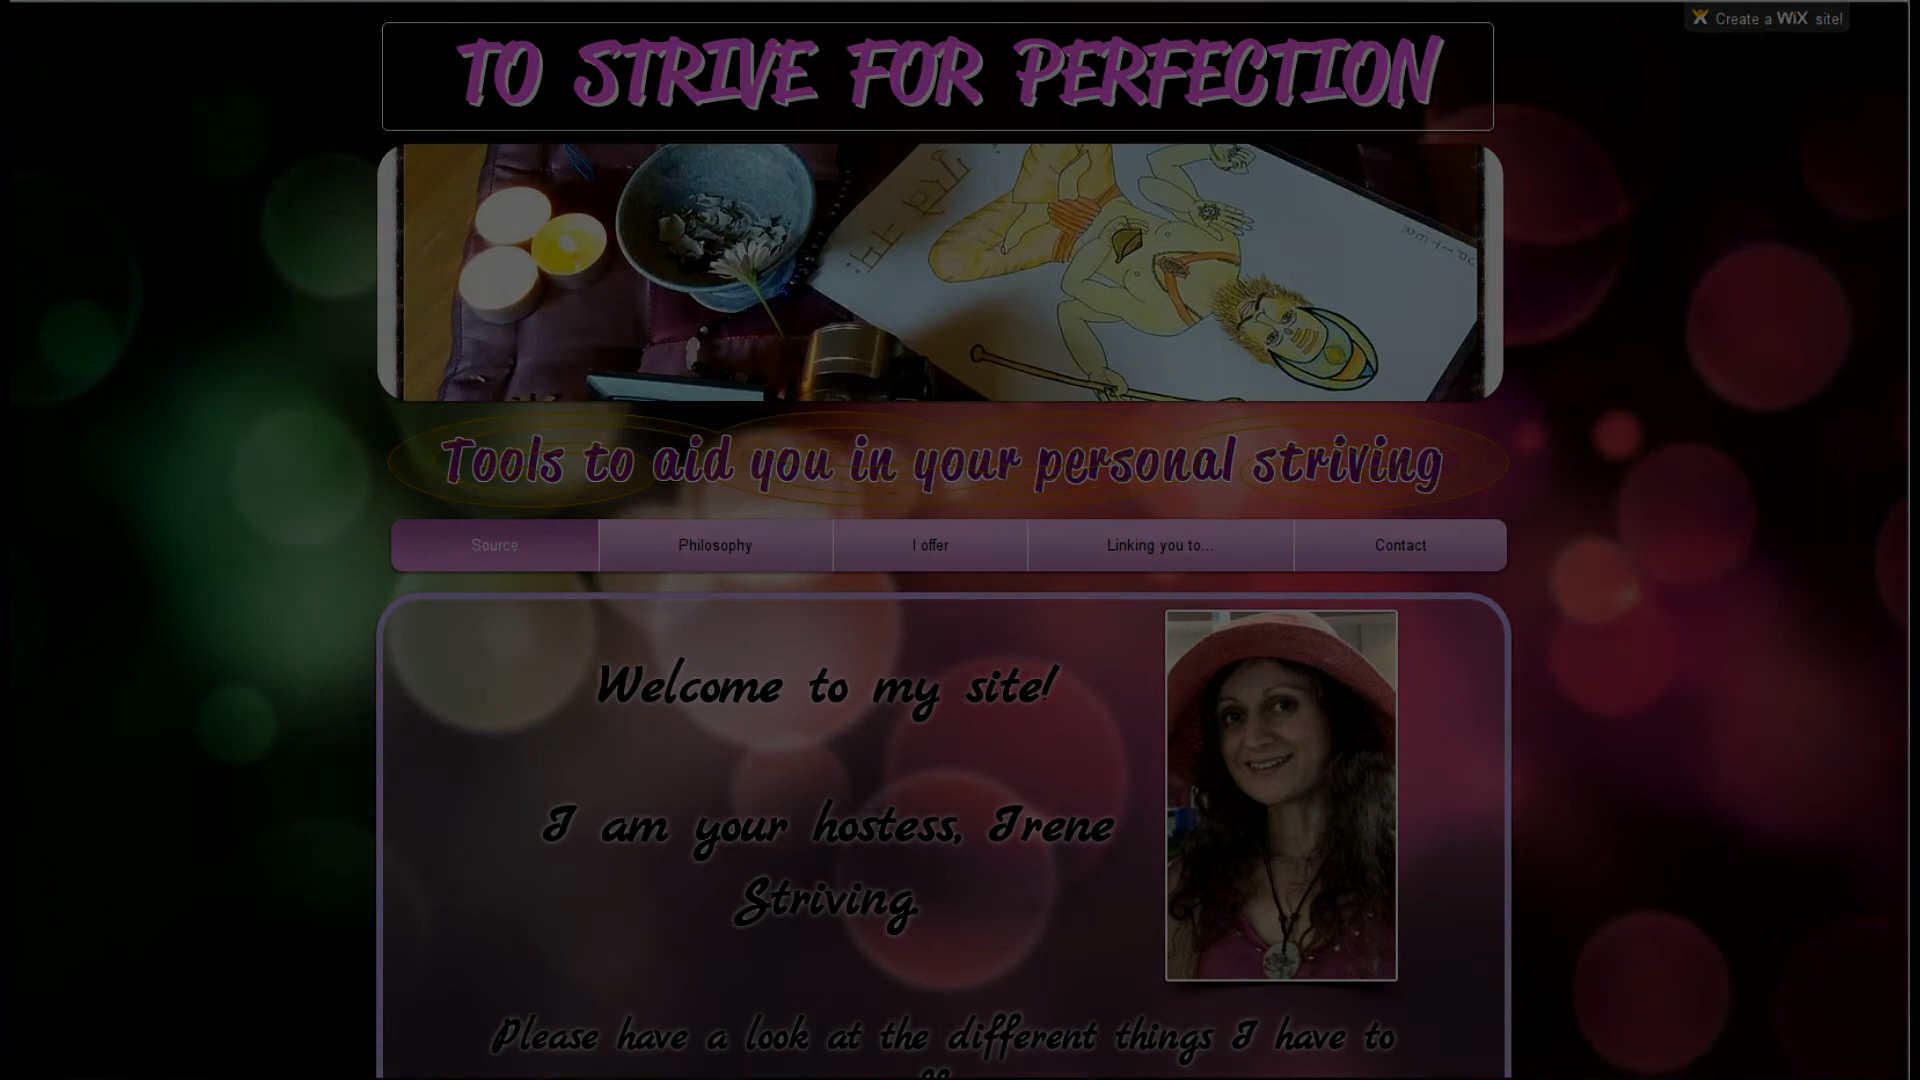 Create a WiX site!
TO STRIVE FOR PERFECTION
Tools to aid you in your personal striving
Source
Philosophy
I offer
Linking you to...
Contact
Welcome to my site!
I am your hostess, Irene
Striving.
Please have a look at the different things I have to